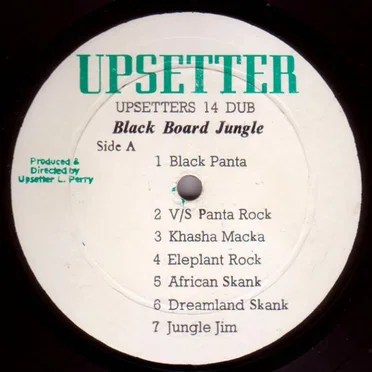 UPSETTER
UPSETTERS 14 DUB
Black Board Jungle
Side A
Produced &
Directed by
Upsetter L. Perry
1 Black Panta
2 V/S Panta Rock
3 Khasha Macka
4 Eleplant Rock
5 African Skank
6 Dreamland Skank
7 Jungle Jim